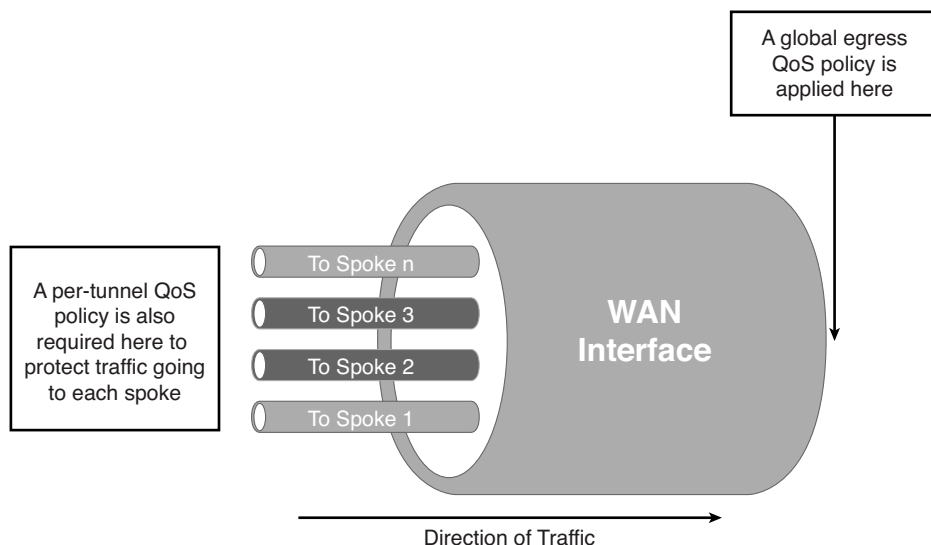 A global egress
QoS policy is
applied here
A per-tunnel QoS
policy is also
required here to
protect traffic going
to each spoke
To Spoke n
To Spoke 3
To Spoke 2
To Spoke 1
WAN
Interface
Direction of Traffic